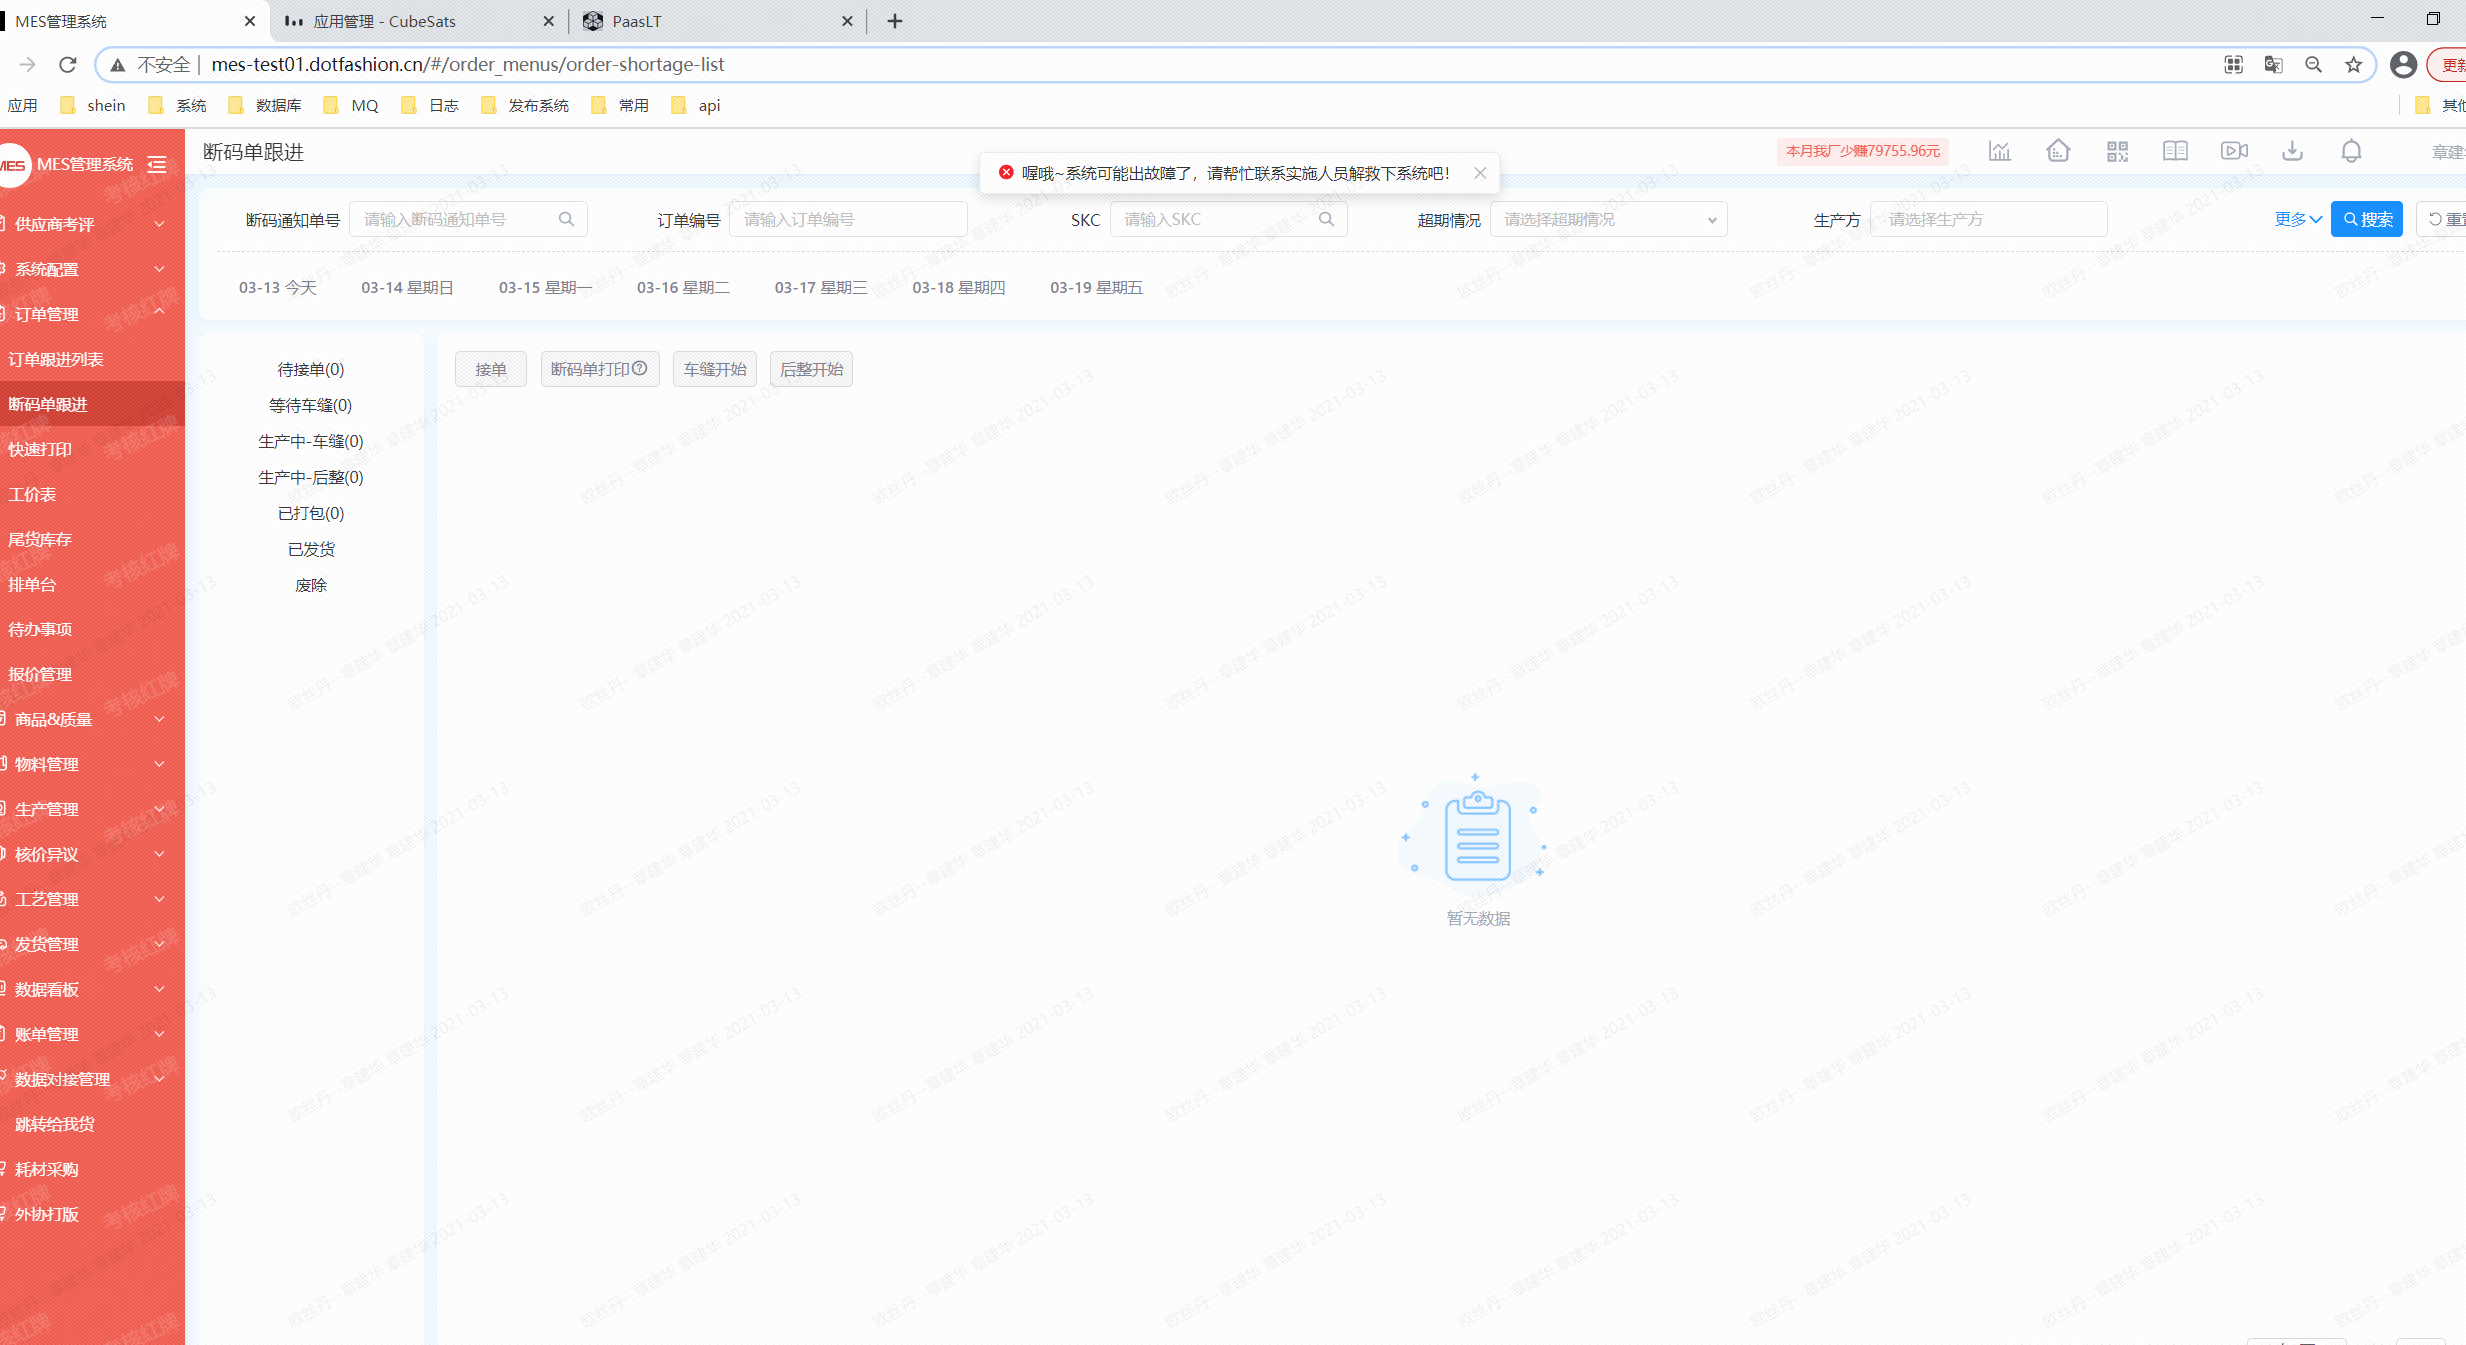 MES管理系统
应用管理 - CubeSats
PaasLT
不安全 | mes-test01.dotfashion.cn/#/order_menus/order-shortage-list
应用
shein
系统
数据库
MQ
日志
发布系统
常用
api
MES管理系统
断码单跟进
喔哦~系统可能出故障了，请帮忙联系实施人员解救下系统吧！
本月我厂少赚79755.96元
断码通知单号 请输入断码通知单号
订单编号 请输入订单编号
SKC 请输入SKC
超期情况 请选择超期情况
生产方 请选择生产方
更多
搜索
03-13 今天
03-14 星期日
03-15 星期一
03-16 星期二
03-17 星期三
03-18 星期四
03-19 星期五
供应商考评
系统配置
订单管理
订单跟进列表
断码单跟进
快速打印
工价表
尾货库存
排单台
待办事项
报价管理
商品&质量
物料管理
生产管理
核价异议
工艺管理
发货管理
数据看板
账单管理
数据对接管理
跳转给我货
耗材采购
外协打版
待接单(0)
等待车缝(0)
生产中-车缝(0)
生产中-后整(0)
已打包(0)
已发货
废除
接单
断码单打印
车缝开始
后整开始
暂无数据